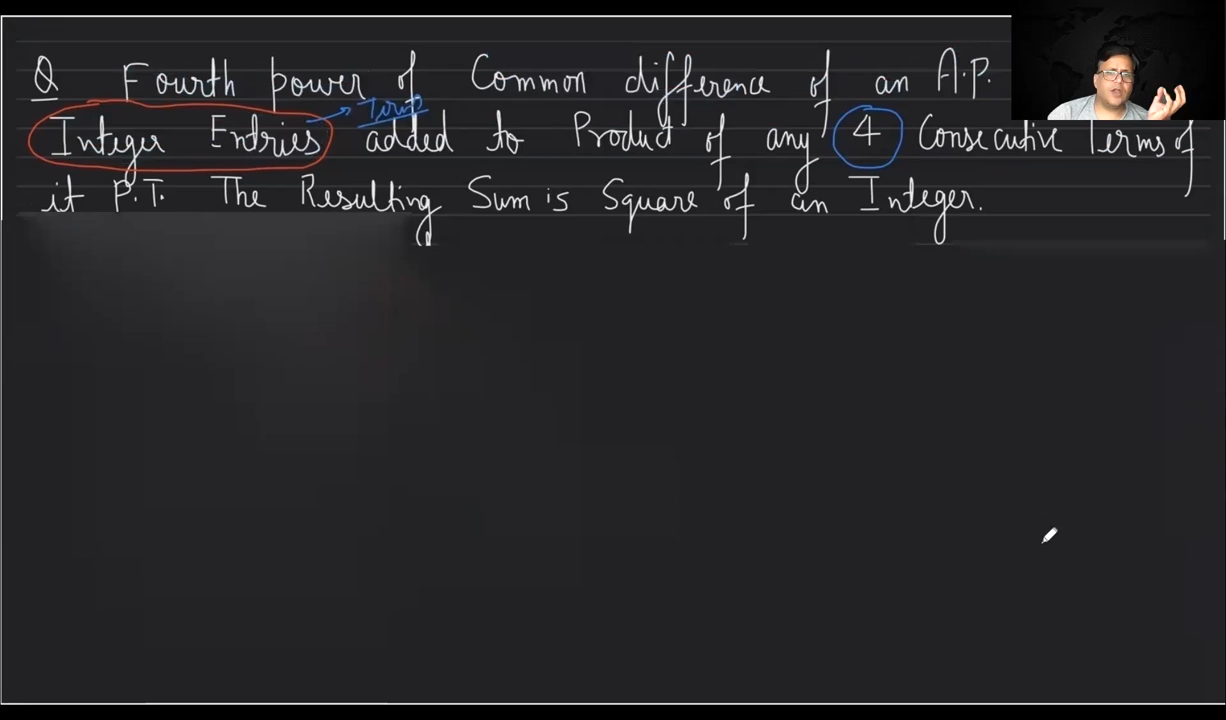 Q Fourth power of Common difference of an A.P.
Integer Entries → Terms added to Product of any 4 Consecutive Terms of
it P.T. The Resulting Sum is Square of an Integer.